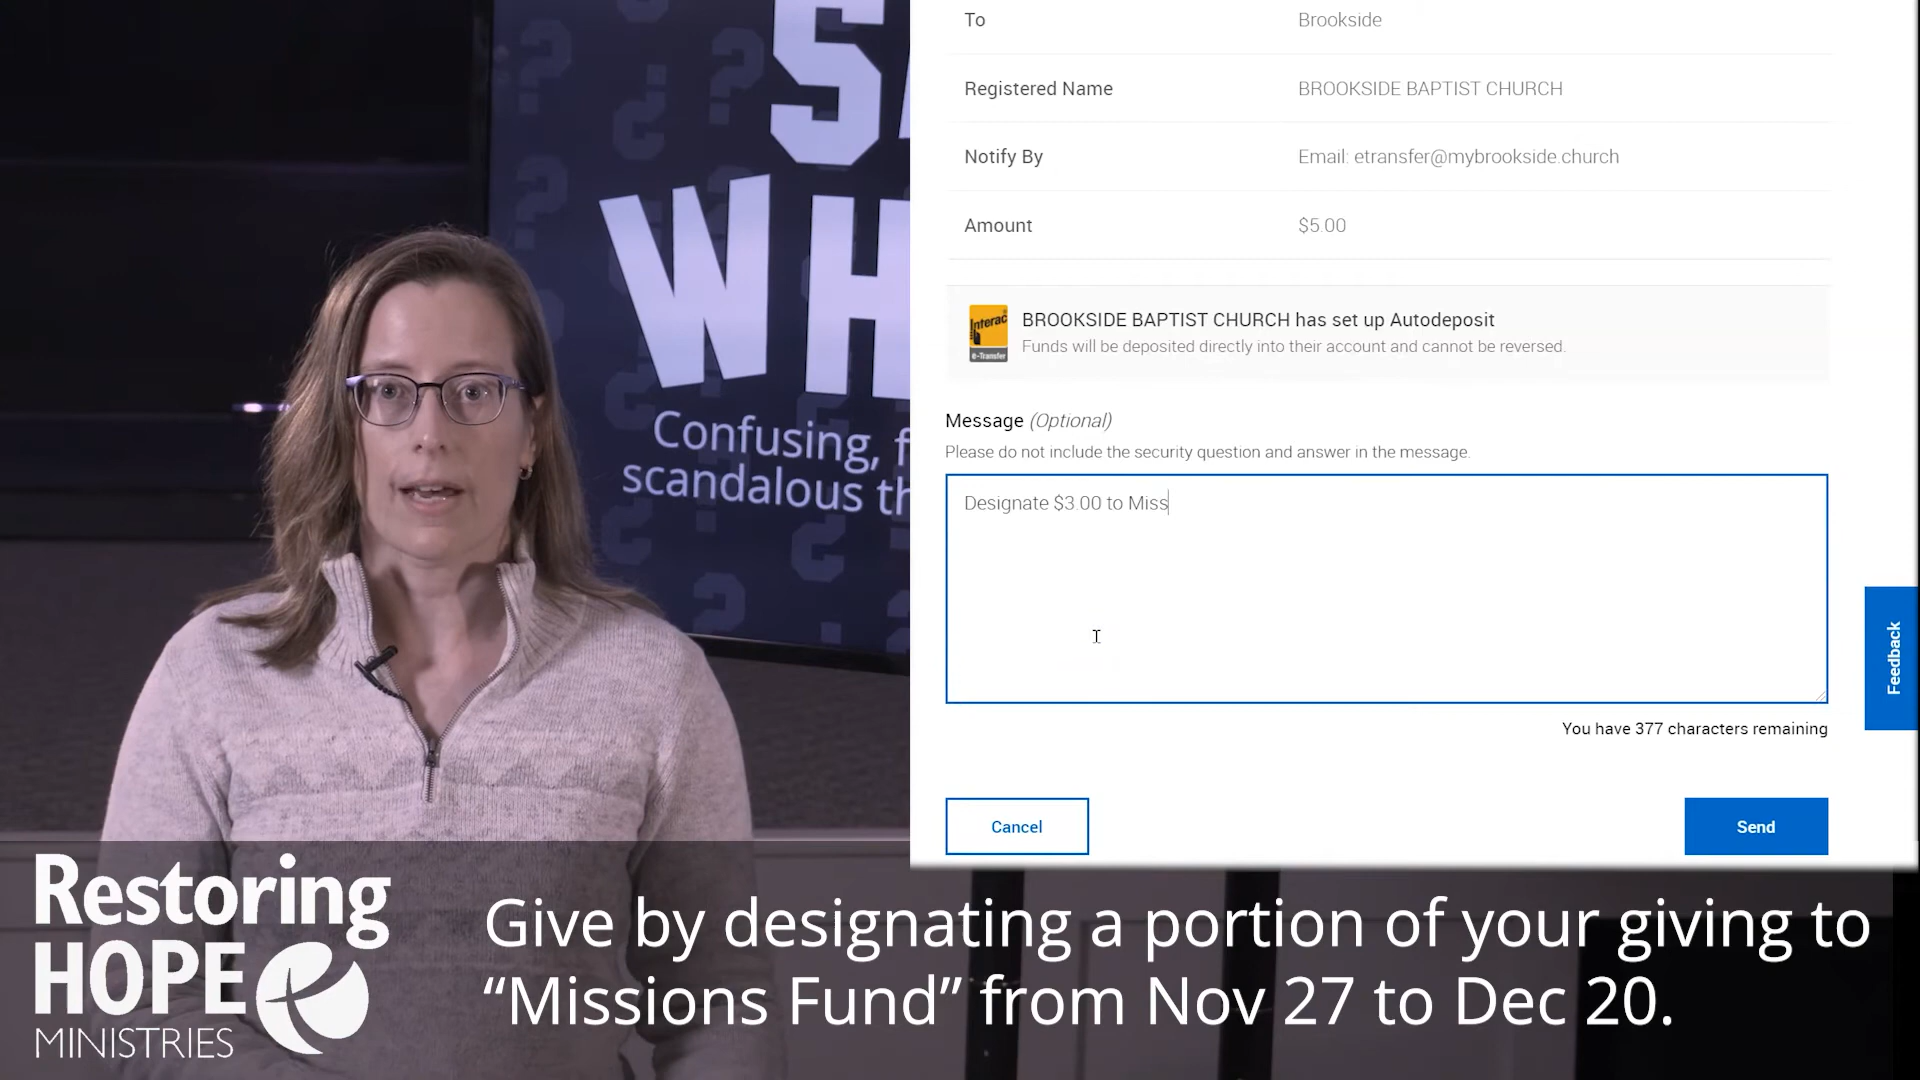 SA
WH
Confusing, f
scandalous th
To
Brookside
Registered Name
BROOKSIDE BAPTIST CHURCH
Notify By
Email: etransfer@mybrookside.church
Amount
$5.00
Interac
e-Transfer
BROOKSIDE BAPTIST CHURCH has set up Autodeposit
Funds will be deposited directly into their account and cannot be reversed.
Message (Optional)
Please do not include the security question and answer in the message.
Designate $3.00 to Miss
You have 377 characters remaining
Cancel
Send
Feedback
Restoring
HOPE
MINISTRIES
Give by designating a portion of your giving to
“Missions Fund” from Nov 27 to Dec 20.